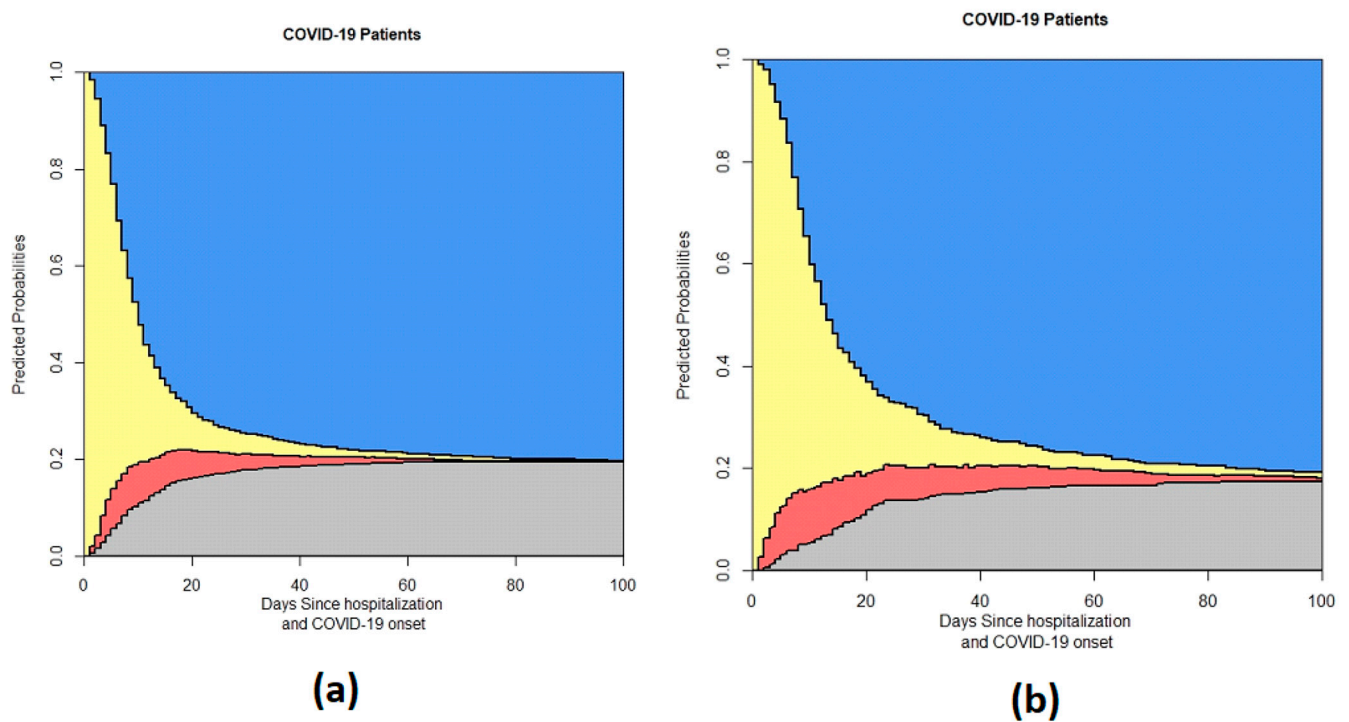 COVID-19 Patients
1.0
0.8
0.6
0.4
0.2
0.0
Predicted Probabilities
0 20 40 60 80 100
Days Since hospitalization
and COVID-19 onset
(a)
COVID-19 Patients
1.0
0.8
0.6
0.4
0.2
0.0
Predicted Probabilities
0 20 40 60 80 100
Days Since hospitalization
and COVID-19 onset
(b)